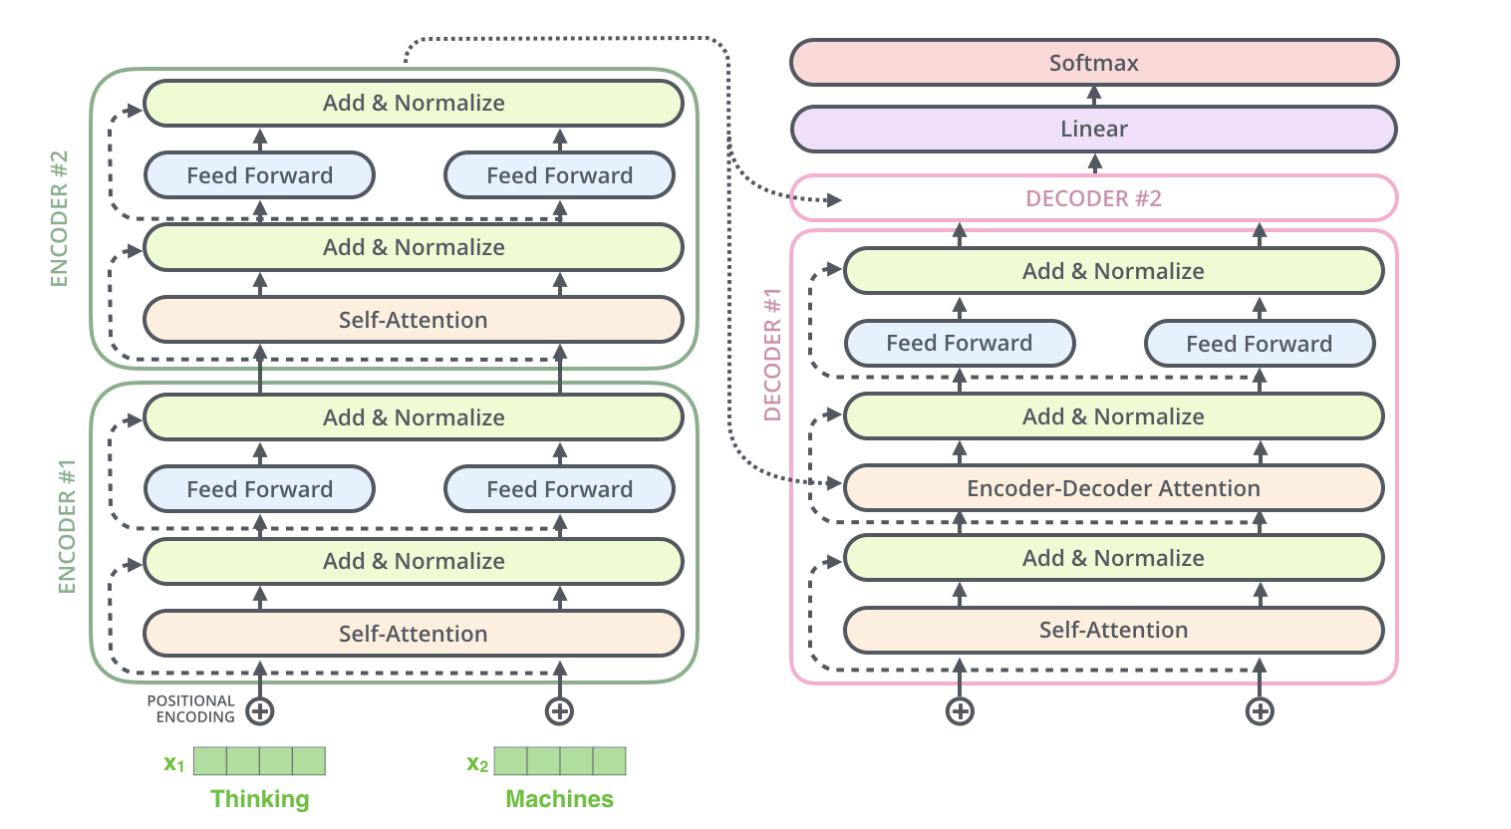 ENCODER #2
Add & Normalize
Feed Forward Feed Forward
Add & Normalize
Self-Attention
ENCODER #1
Add & Normalize
Feed Forward Feed Forward
Add & Normalize
Self-Attention
POSITIONAL
ENCODING
x1 x2
Thinking Machines
Softmax
Linear
DECODER #2
DECODER #1
Add & Normalize
Feed Forward Feed Forward
Add & Normalize
Encoder-Decoder Attention
Add & Normalize
Self-Attention